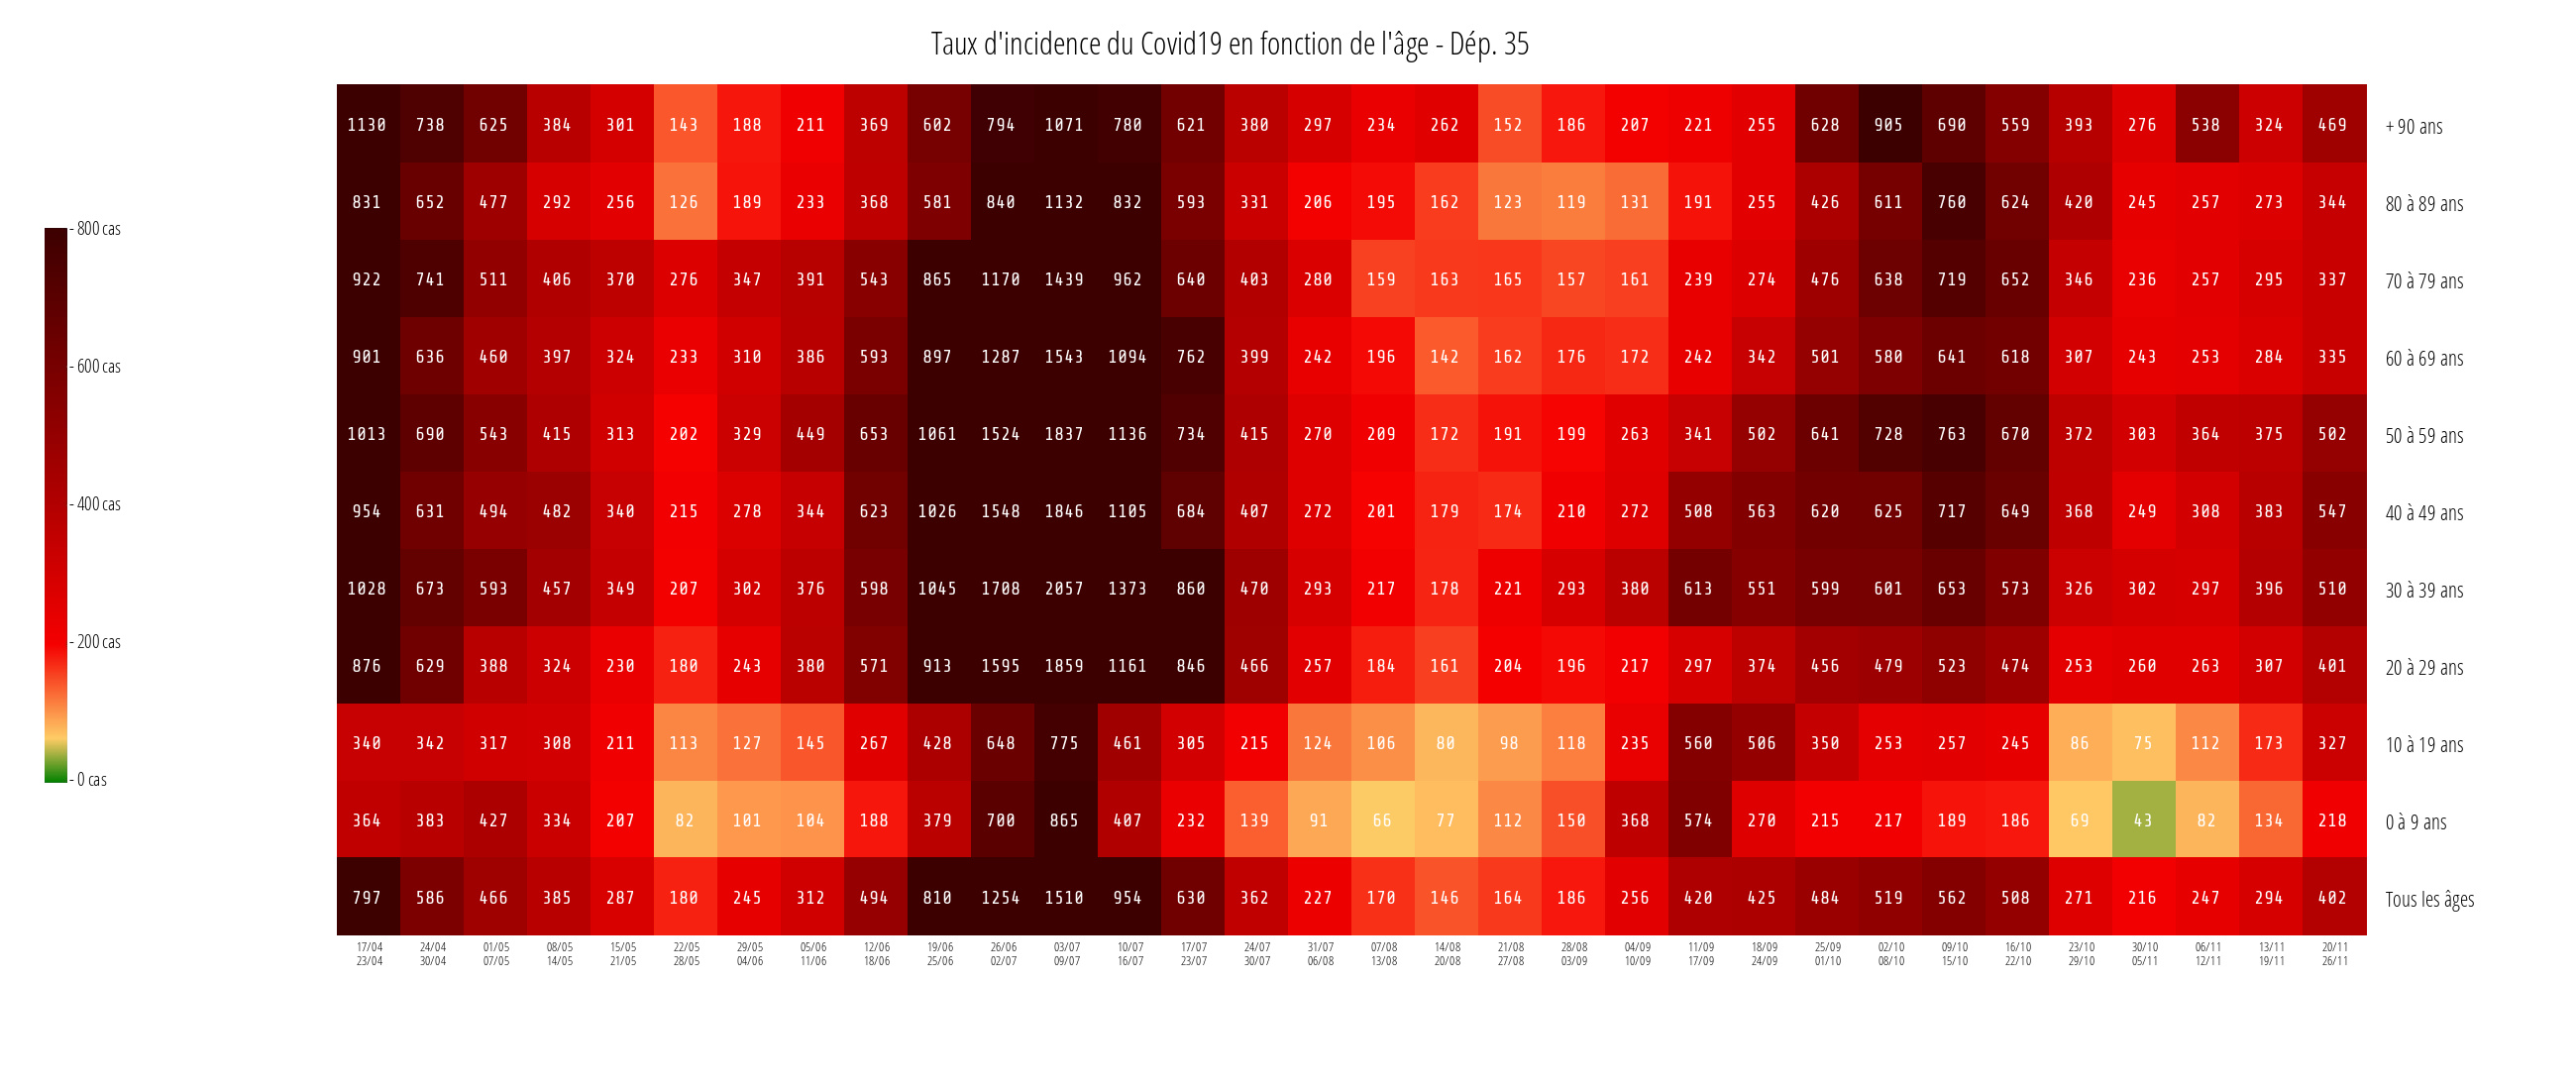 Taux d'incidence du Covid19 en fonction de l'âge - Dép. 35
- 800 cas
- 600 cas
- 400 cas
- 200 cas
- 0 cas
1130 738 625 384 301 143 188 211 369 602 794 1071 780 621 380 297 234 262 152 186 207 221 255 628 905 690 559 393 276 538 324 469 + 90 ans
831 652 477 292 256 126 189 233 368 581 840 1132 832 593 331 206 195 162 123 119 131 191 255 426 611 760 624 420 245 257 273 344 80 à 89 ans
922 741 511 406 370 276 347 391 543 865 1170 1439 962 640 403 280 159 163 165 157 161 239 274 476 638 719 652 346 236 257 295 337 70 à 79 ans
901 636 460 397 324 233 310 386 593 897 1287 1543 1094 762 399 242 196 142 162 176 172 242 342 501 580 641 618 307 243 253 284 335 60 à 69 ans
1013 690 543 415 313 202 329 449 653 1061 1524 1837 1136 734 415 270 209 172 191 199 263 341 502 641 728 763 670 372 303 364 375 502 50 à 59 ans
954 631 494 482 340 215 278 344 623 1026 1548 1846 1105 684 407 272 201 179 174 210 272 508 563 620 625 717 649 368 249 308 383 547 40 à 49 ans
1028 673 593 457 349 207 302 376 598 1045 1708 2057 1373 860 470 293 217 178 221 293 380 613 551 599 601 653 573 326 302 297 396 510 30 à 39 ans
876 629 388 324 230 180 243 380 571 913 1595 1859 1161 846 466 257 184 161 204 196 217 297 374 456 479 523 474 253 260 263 307 401 20 à 29 ans
340 342 317 308 211 113 127 145 267 428 648 775 461 305 215 124 106 80 98 118 235 560 506 350 253 257 245 86 75 112 173 327 10 à 19 ans
364 383 427 334 207 82 101 104 188 379 700 865 407 232 139 91 66 77 112 150 368 574 270 215 217 189 186 69 43 82 134 218 0 à 9 ans
797 586 466 385 287 180 245 312 494 810 1254 1510 954 630 362 227 170 146 164 186 256 420 425 484 519 562 508 271 216 247 294 402 Tous les âges
17/04 24/04 01/05 08/05 15/05 22/05 29/05 05/06 12/06 19/06 26/06 03/07 10/07 17/07 24/07 31/07 07/08 14/08 21/08 28/08 04/09 11/09 18/09 25/09 02/10 09/10 16/10 23/10 30/10 06/11 13/11 20/11
23/04 30/04 07/05 14/05 21/05 28/05 04/06 11/06 18/06 25/06 02/07 09/07 16/07 23/07 30/07 06/08 13/08 20/08 27/08 03/09 10/09 17/09 24/09 01/10 08/10 15/10 22/10 29/10 05/11 12/11 19/11 26/11